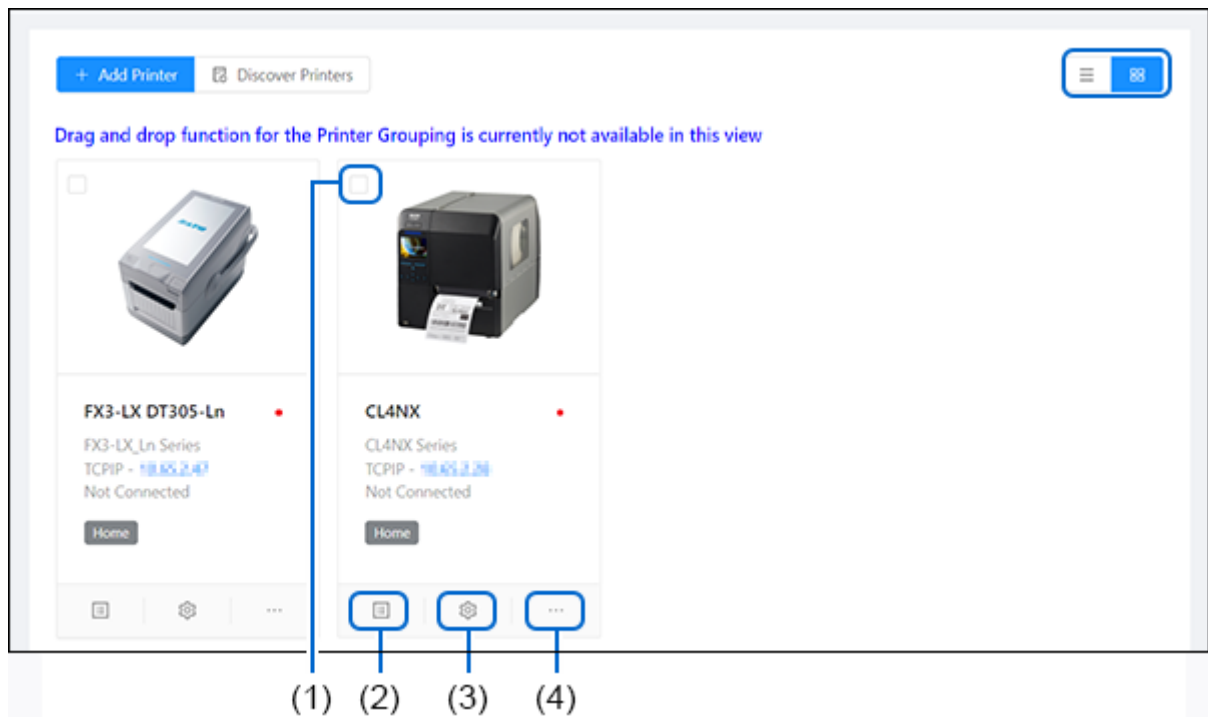 + Add Printer
Discover Printers
Drag and drop function for the Printer Grouping is currently not available in this view
SATO
FX3-LX DT305-Ln
FX3-LX_Ln Series
TCPIP -
Not Connected
Home
CL4NX
CL4NX Series
TCPIP -
Not Connected
Home
...
...
(1) (2) (3) (4)